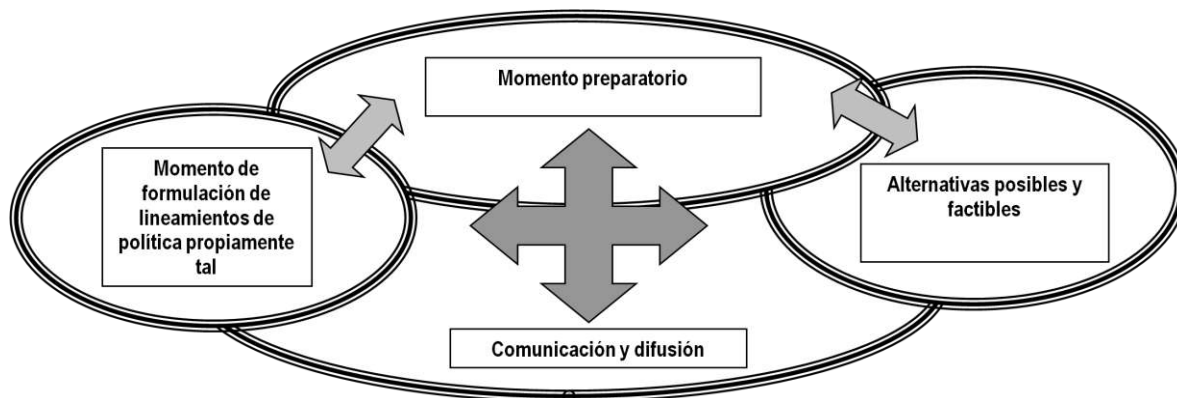 Momento preparatorio
Momento de
formulación de
lineamientos de
política propiamente
tal
Alternativas posibles y
factibles
Comunicación y difusión